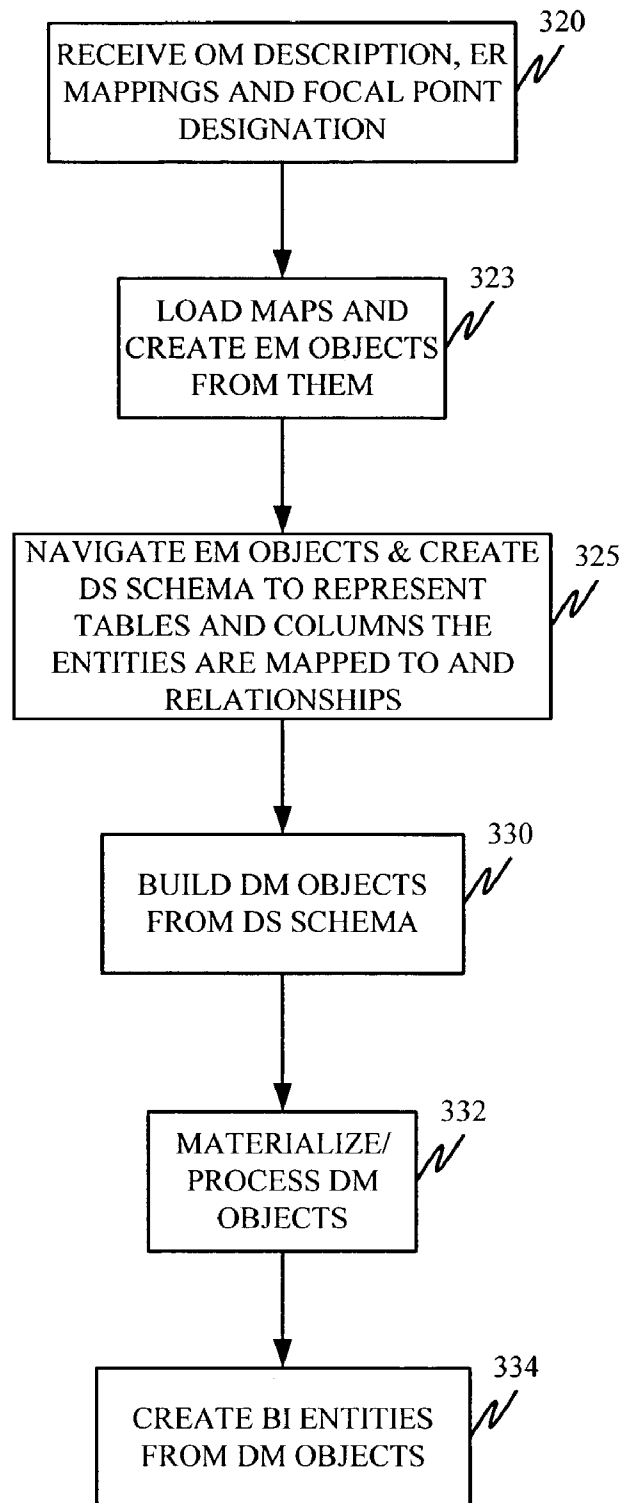 320
RECEIVE OM DESCRIPTION, ER
MAPPINGS AND FOCAL POINT
DESIGNATION
323
LOAD MAPS AND
CREATE EM OBJECTS
FROM THEM
325
NAVIGATE EM OBJECTS & CREATE
DS SCHEMA TO REPRESENT
TABLES AND COLUMNS THE
ENTITIES ARE MAPPED TO AND
RELATIONSHIPS
330
BUILD DM OBJECTS
FROM DS SCHEMA
332
MATERIALIZE/
PROCESS DM
OBJECTS
334
CREATE BI ENTITIES
FROM DM OBJECTS